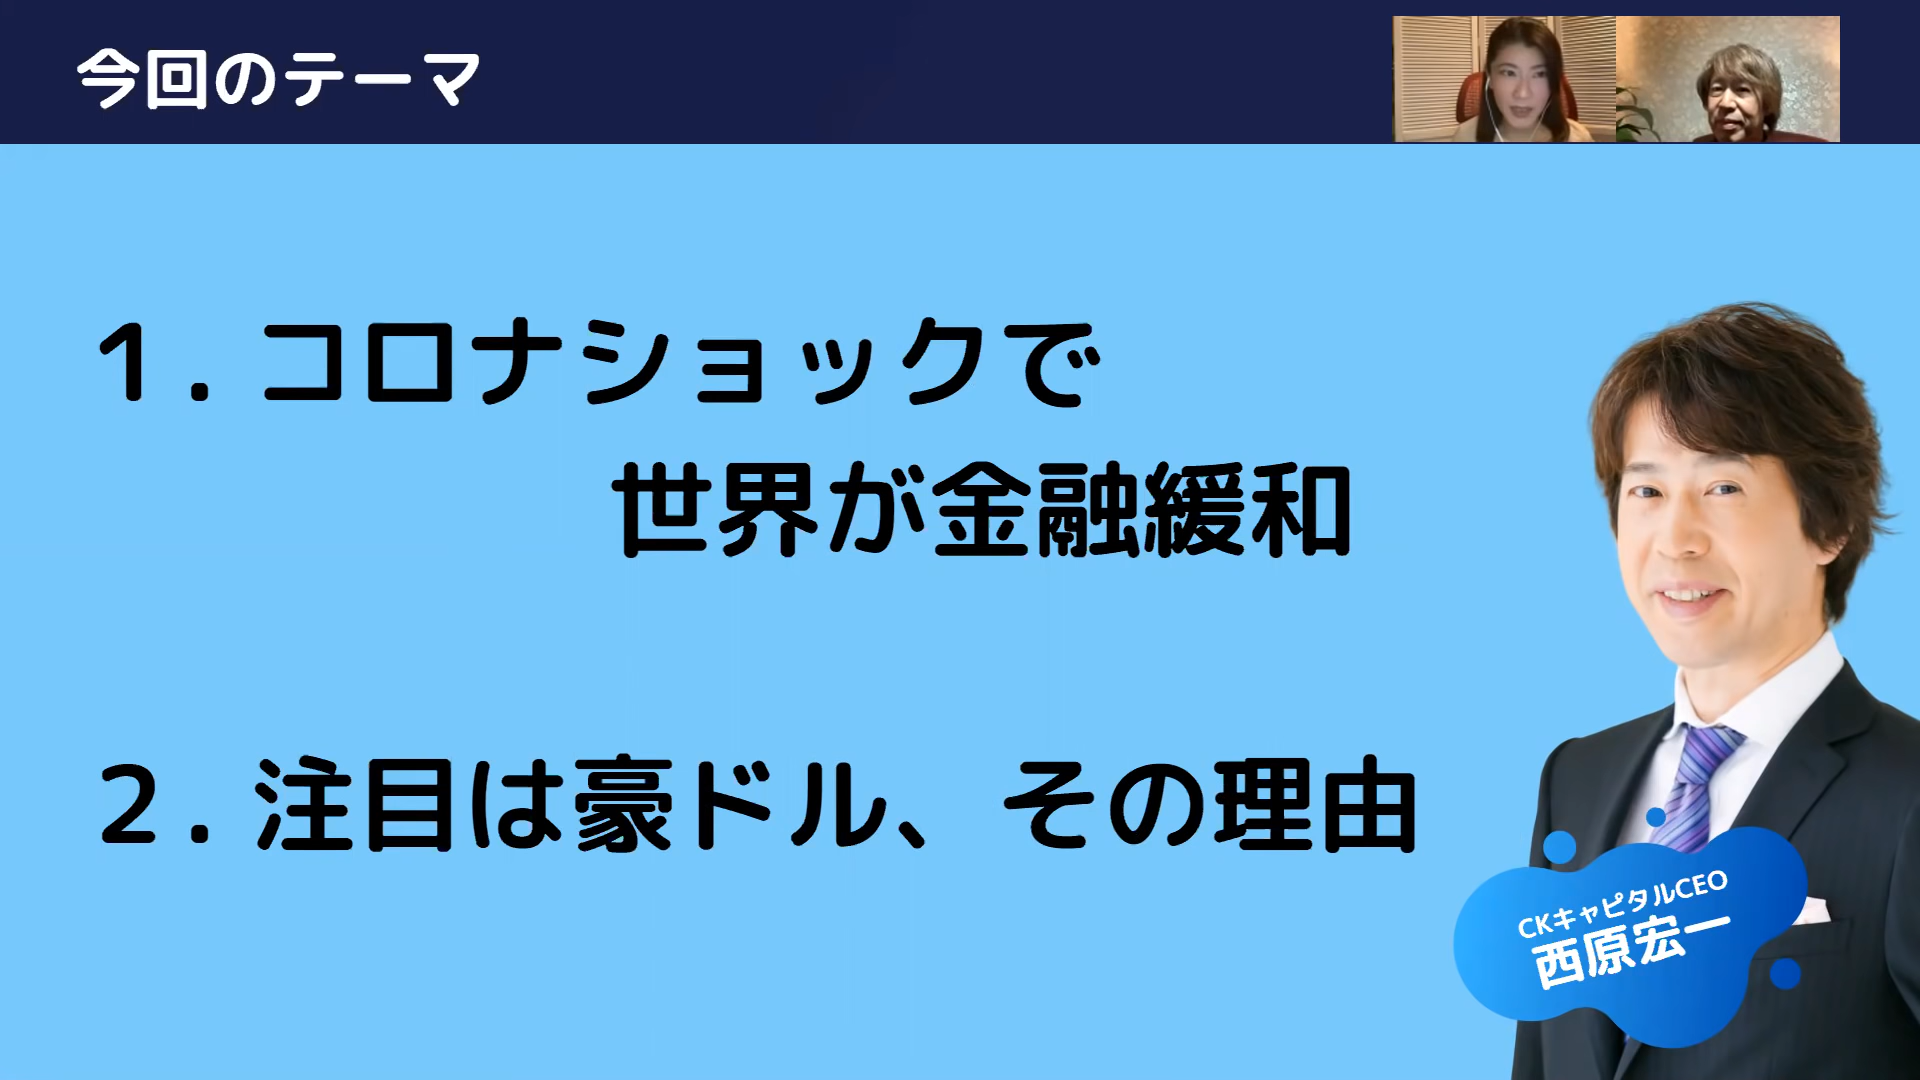 今回のテーマ
１．コロナショックで
世界が金融緩和
２．注目は豪ドル、その理由
CKキャピタルCEO
西原宏一